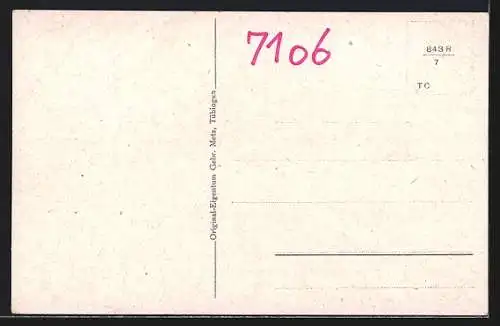 7106
843 R
7
TC
Original-Eigentum Gebr. Metz, Tübingen